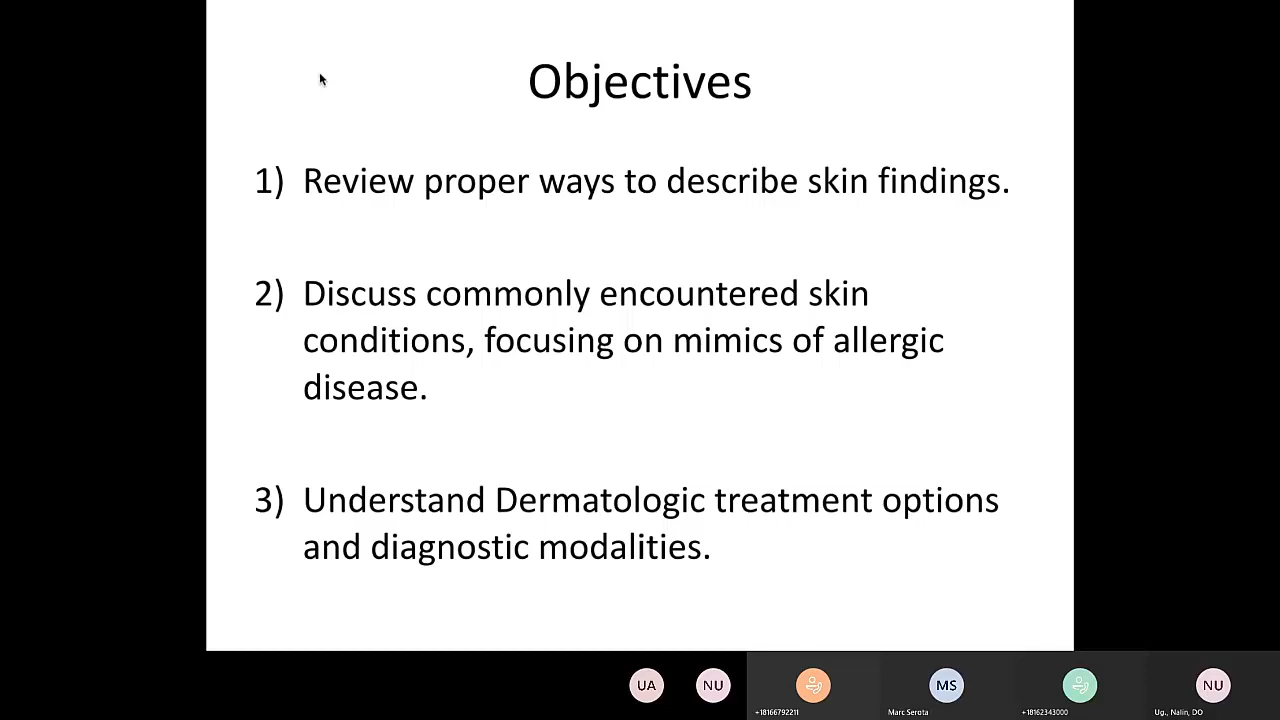 Objectives
1) Review proper ways to describe skin findings.
2) Discuss commonly encountered skin
conditions, focusing on mimics of allergic
disease.
3) Understand Dermatologic treatment options
and diagnostic modalities.
UA NU MS NU
+18166792211 Marc Serota +18162343000 Ug., Nalin, DO